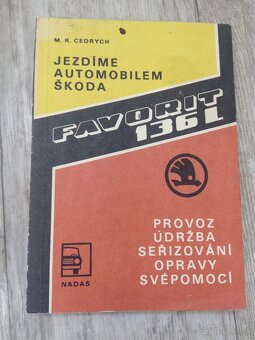 M. R. CEDRYCH
JEZDÍME
AUTOMOBILEM
ŠKODA
FAVORIT
136 L
PROVOZ
ÚDRŽBA
SEŘIZOVÁNÍ
OPRAVY
SVÉPOMOCÍ
NADAS